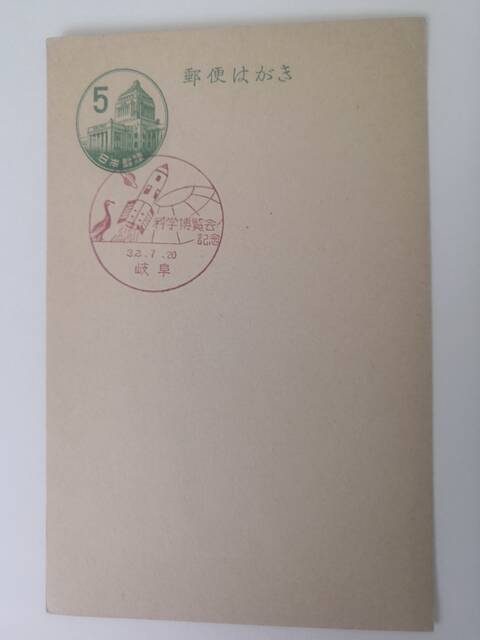 郵便はがき
5
日本郵便
科学博覧会
記念
33.7.20
岐阜